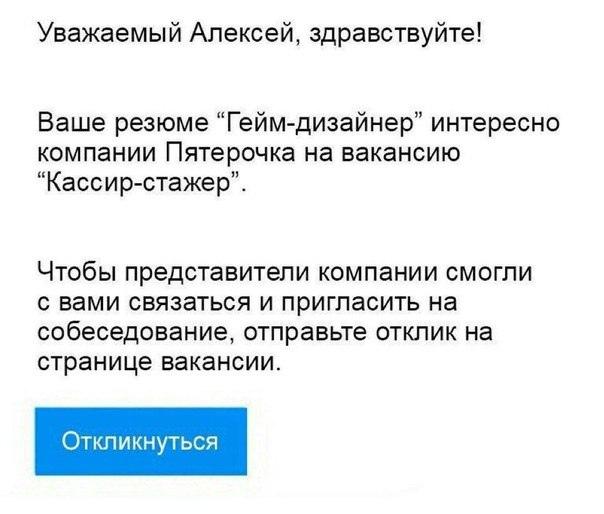 Уважаемый Алексей, здравствуйте!
Ваше резюме “Гейм-дизайнер” интересно
компании Пятерочка на вакансию
“Кассир-стажер”.
Чтобы представители компании смогли
с вами связаться и пригласить на
собеседование, отправьте отклик на
странице вакансии.
Откликнуться